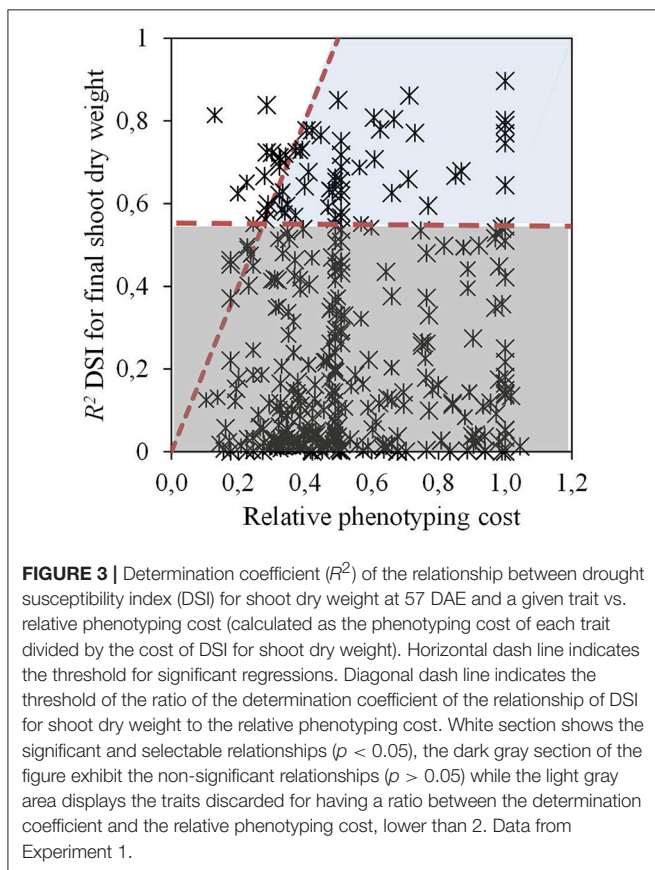 1
0,8
0,6
0,4
0,2
0
R² DSI for final shoot dry weight
0,0 0,2 0,4 0,6 0,8 1,0 1,2
Relative phenotyping cost
FIGURE 3 | Determination coefficient (R²) of the relationship between drought
susceptibility index (DSI) for shoot dry weight at 57 DAE and a given trait vs.
relative phenotyping cost (calculated as the phenotyping cost of each trait
divided by the cost of DSI for shoot dry weight). Horizontal dash line indicates
the threshold for significant regressions. Diagonal dash line indicates the
threshold of the ratio of the determination coefficient of the relationship of DSI
for shoot dry weight to the relative phenotyping cost. White section shows the
significant and selectable relationships (p < 0.05), the dark gray section of the
figure exhibit the non-significant relationships (p > 0.05) while the light gray
area displays the traits discarded for having a ratio between the determination
coefficient and the relative phenotyping cost, lower than 2. Data from
Experiment 1.